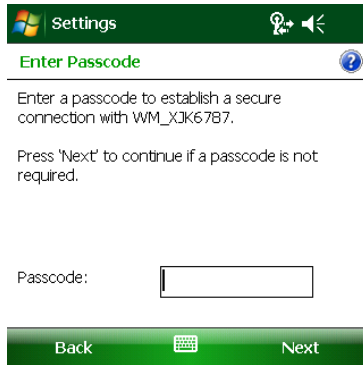 Settings
Enter Passcode
Enter a passcode to establish a secure
connection with WM_XJK6787.
Press 'Next' to continue if a passcode is not
required.
Passcode:
Back Next